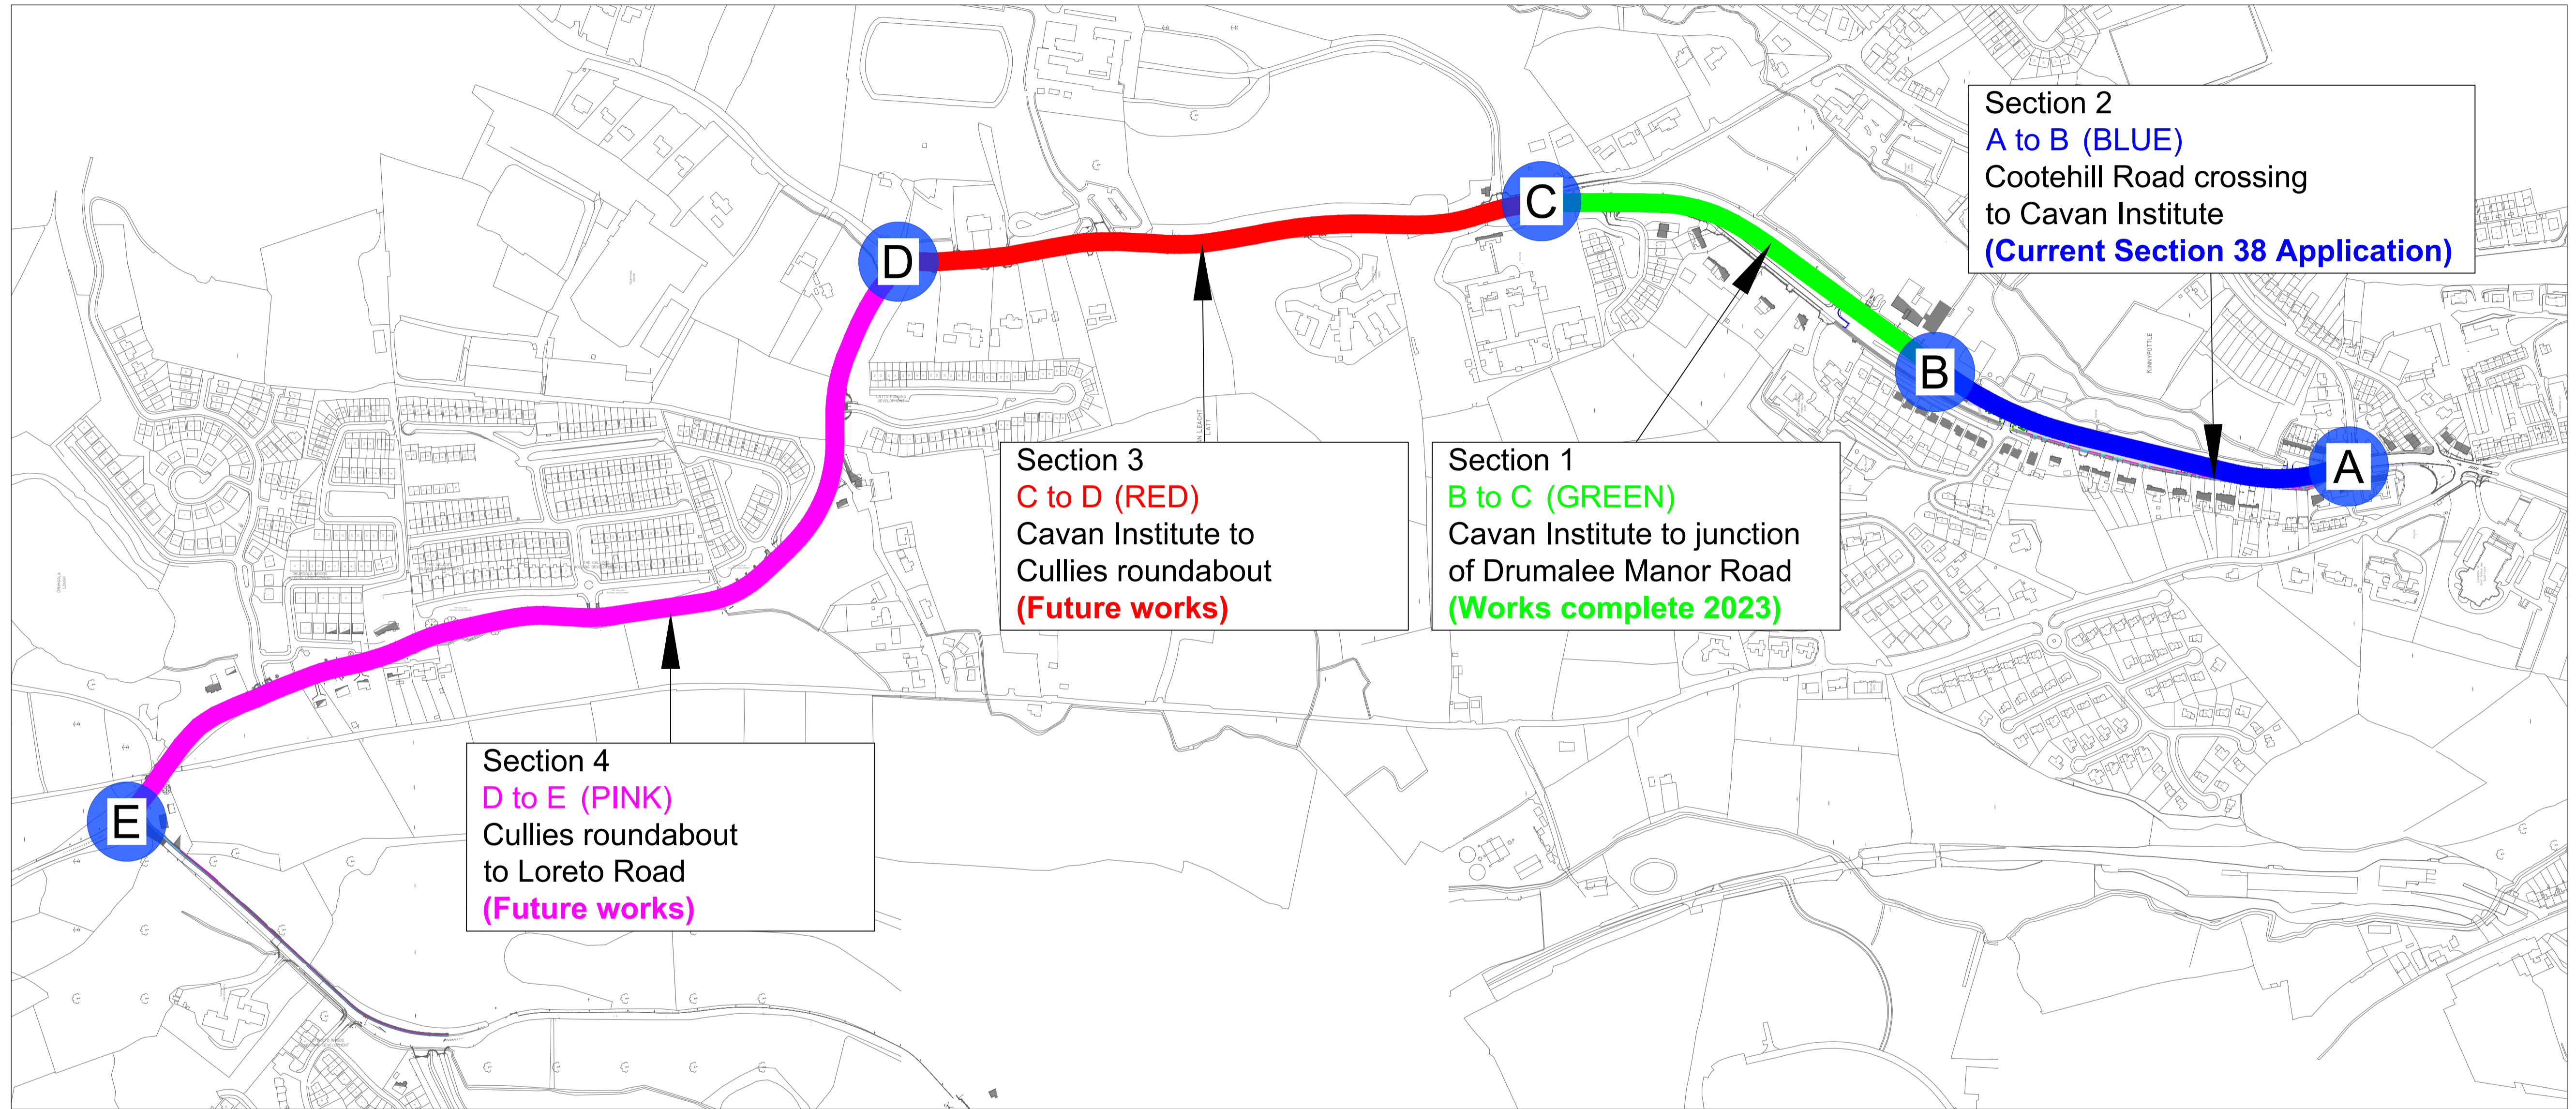 Section 2
A to B (BLUE)
Cootehill Road crossing
to Cavan Institute
(Current Section 38 Application)
C
D
B
A
KINNYPOTTLE
Section 3
C to D (RED)
Cavan Institute to
Cullies roundabout
(Future works)
Section 1
B to C (GREEN)
Cavan Institute to junction
of Drumalee Manor Road
(Works complete 2023)
LATT
Section 4
D to E (PINK)
Cullies roundabout
to Loreto Road
(Future works)
E